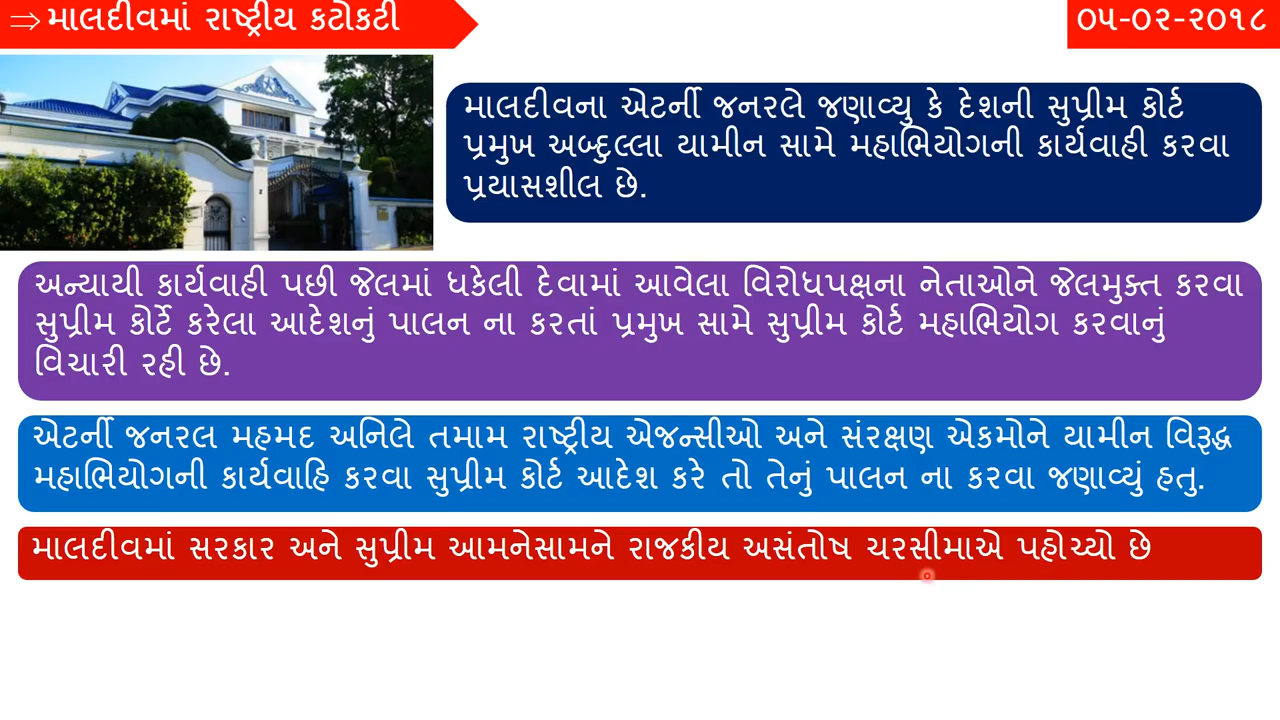 ⇒માલદીવમાં રાષ્ટ્રીય કટોકટી
૦૫-૦૨-૨૦૧૮
માલદીવના એટર્ની જનરલે જણાવ્યુ કે દેશની સુપ્રીમ કોર્ટ
પ્રમુખ અબ્દુલ્લા યામીન સામે મહાભિયોગની કાર્યવાહી કરવા
પ્રયાસશીલ છે.
અન્યાયી કાર્યવાહી પછી જેલમાં ધકેલી દેવામાં આવેલા વિરોધપક્ષના નેતાઓને જેલમુક્ત કરવા
સુપ્રીમ કોર્ટે કરેલા આદેશનું પાલન ના કરતાં પ્રમુખ સામે સુપ્રીમ કોર્ટ મહાભિયોગ કરવાનું
વિચારી રહી છે.
એટર્ની જનરલ મહમદ અનિલે તમામ રાષ્ટ્રીય એજન્સીઓ અને સંરક્ષણ એકમોને યામીન વિરૂદ્ધ
મહાભિયોગની કાર્યવાહિ કરવા સુપ્રીમ કોર્ટ આદેશ કરે તો તેનું પાલન ના કરવા જણાવ્યું હતુ.
માલદીવમાં સરકાર અને સુપ્રીમ આમનેસામને રાજકીય અસંતોષ ચરસીમાએ પહોચ્યો છે